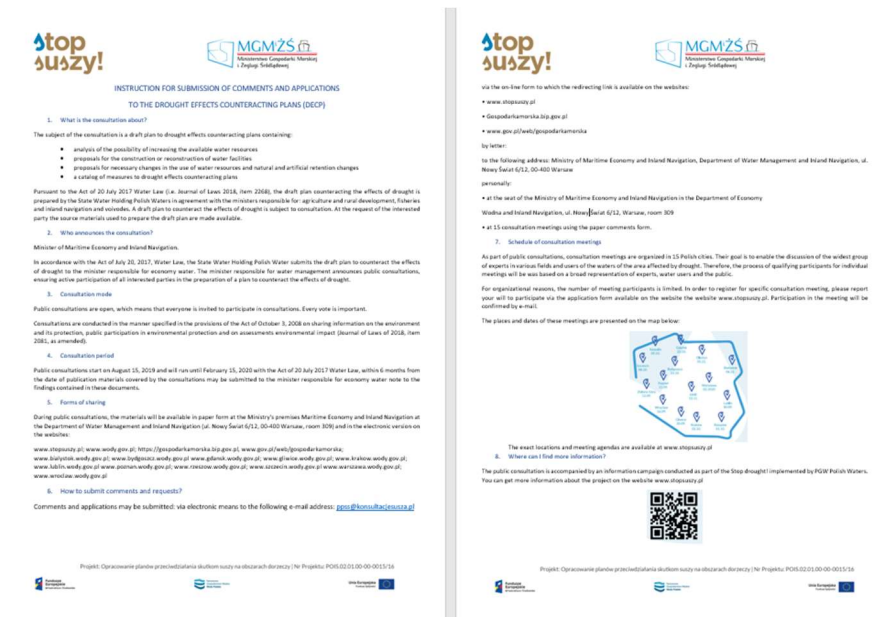 stop
suszy!
MGMŻŚ
Ministerstwo Gospodarki Morskiej
i Żeglugi Śródlądowej
INSTRUCTION FOR SUBMISSION OF COMMENTS AND APPLICATIONS
TO THE DROUGHT EFFECTS COUNTERACTING PLANS (DECP)
1. What is the consultation about?
The subject of the consultation is a draft plan to drought effects counteracting plans containing:
• analysis of the possibility of increasing the available water resources
• proposals for the construction or reconstruction of water facilities
• proposals for necessary changes in the use of water resources and natural and artificial retention changes
• a catalog of measures to drought effects counteracting plans
Pursuant to the Act of 20 July 2017 Water Law (i.e. Journal of Laws 2018, item 2268), the draft plan counteracting the effects of drought is
prepared by the State Water Holding Polish Waters in agreement with the ministers responsible for: agriculture and rural development, fisheries
and inland navigation and voivodes. A draft plan to counteract the effects of drought is subject to consultation. At the request of the interested
party the source materials used to prepare the draft plan are made available.
2. Who announces the consultation?
Minister of Maritime Economy and Inland Navigation.
In accordance with the Act of July 20, 2017, Water Law, the State Water Holding Polish Waters submit the draft plan to counteract the effects
of drought to the minister responsible for economy water. The minister responsible for water management announces public consultations,
ensuring active participation of all interested parties in the preparation of a plan to counteract the effects of drought.
3. Consultation mode
Public consultations are open, which means that everyone is invited to participate in consultations. Every vote is important.
Consultations are conducted in the manner specified in the provisions of the Act of October 3, 2008 on sharing information on the environment
and its protection, public participation in environmental protection and on assessments environmental impact (Journal of Laws of 2018, item
2081, as amended).
4. Consultation period
Public consultations start on August 15, 2019 and will run until February 15, 2020 with the Act of 20 July 2017 Water Law, within 6 months from
the date of publication materials covered by the consultations may be submitted to the minister responsible for economy water note to the
findings contained in these documents.
5. Forms of sharing
During public consultations, the materials will be available in paper form at the Ministry's premises Maritime Economy and Inland Navigation at
the Department of Water Management and Inland Navigation (ul. Nowy Świat 6/12, 00-400 Warsaw, room 309) and in the electronic version on
the websites:
www.stopsuszy.pl; www.wody.gov.pl; https://gospodarkamorska.bip.gov.pl, www.gov.pl/web/gospodarkamorska;
www.bialystok.wody.gov.pl; www.bydgoszcz.wody.gov.pl www.gdansk.wody.gov.pl; www.gliwice.wody.gov.pl; www.krakow.wody.gov.pl;
www.lublin.wody.gov.pl www.poznan.wody.gov.pl; www.rzeszow.wody.gov.pl; www.szczecin.wody.gov.pl www.warszawa.wody.gov.pl;
www.wroclaw.wody.gov.pl
6. How to submit comments and requests?
Comments and applications may be submitted: via electronic means to the following e-mail address: ppss@konsultacjesusza.pl
Projekt: Opracowanie planów przeciwdziałania skutkom suszy na obszarach dorzeczy | Nr Projektu: POIS.02.01.00-00-0015/16
Fundusze
Europejskie
Unia Europejska
stop
suszy!
MGMŻŚ
Ministerstwo Gospodarki Morskiej
i Żeglugi Śródlądowej
via the on-line form to which the redirecting link is available on the websites:
• www.stopsuszy.pl
• Gospodarkamorska.bip.gov.pl
• www.gov.pl/web/gospodarkamorska
by letter:
to the following address: Ministry of Maritime Economy and Inland Navigation, Department of Water Management and Inland Navigation, ul.
Nowy Świat 6/12, 00-400 Warsaw
personally:
• at the seat of the Ministry of Maritime Economy and Inland Navigation in the Department of Economy
Wodna and Inland Navigation, ul. Nowy Świat 6/12, Warsaw, room 309
• at 15 consultation meetings using the paper comments form.
7. Schedule of consultation meetings
As part of public consultations, consultation meetings are organized in 15 Polish cities. Their goal is to enable the discussion of the widest group
of experts in various fields and users of the waters of the area affected by drought. Therefore, the process of qualifying participants for individual
meetings will be was based on a broad representation of experts, water users and the public.
For organizational reasons, the number of meeting participants is limited. In order to register for specific consultation meeting, please report
your will to participate via the application form available on the website the website www.stopsuszy.pl. Participation in the meeting will be
confirmed by e-mail.
The places and dates of these meetings are presented on the map below:
The exact locations and meeting agendas are available at www.stopsuszy.pl
8. Where can I find more information?
The public consultation is accompanied by an information campaign conducted as part of the Stop drought! implemented by PGW Polish Waters.
You can get more information about the project on the website www.stopsuszy.pl
Projekt: Opracowanie planów przeciwdziałania skutkom suszy na obszarach dorzeczy | Nr Projektu: POIS.02.01.00-00-0015/16
Fundusze
Europejskie
Unia Europejska